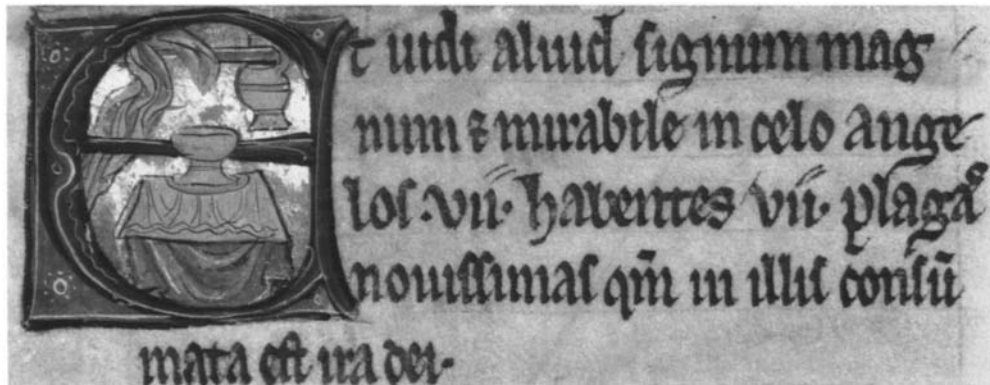 Et uidi aliud signum mag
num ⁊ mirabile in celo ange
los ·vii· habentes vii· plagas
nouissimas qm̄ in illis consū
mata est ira dei·